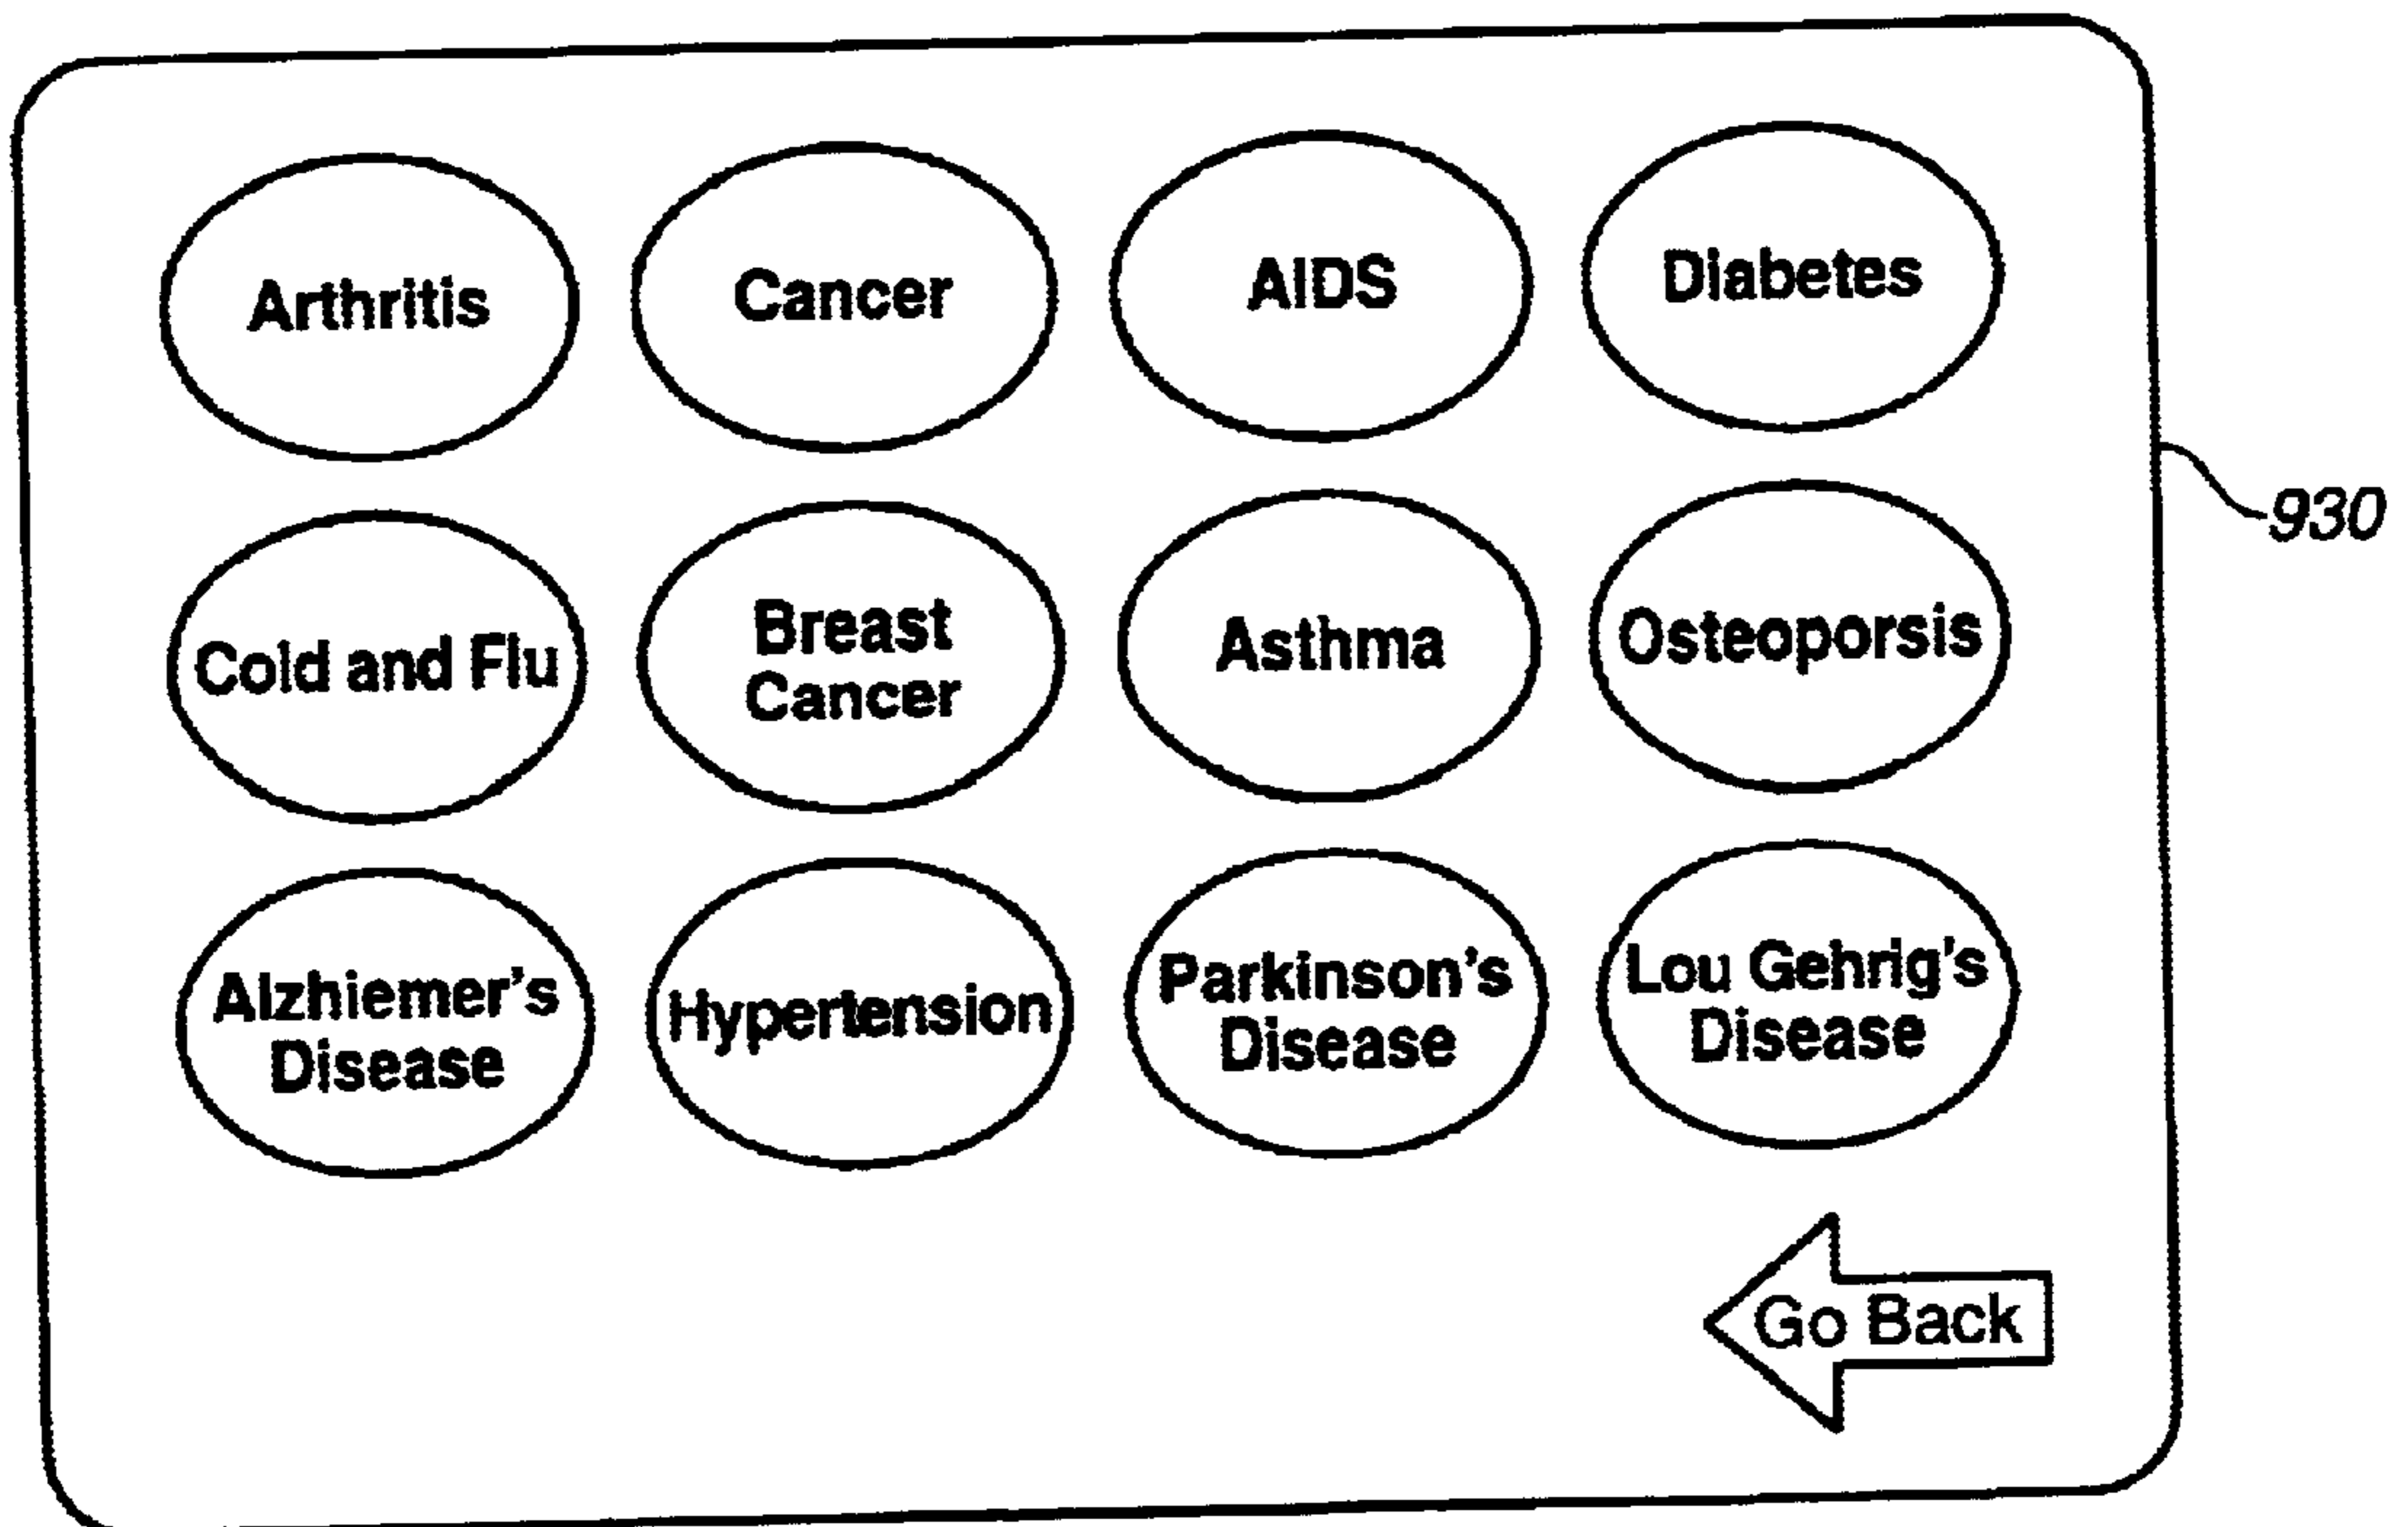 Arthritis
Cancer
AIDS
Diabetes
930
Cold and Flu
Breast
Cancer
Asthma
Osteoporsis
Alzhiemer's
Disease
Hypertension
Parkinson's
Disease
Lou Gehrig's
Disease
Go Back